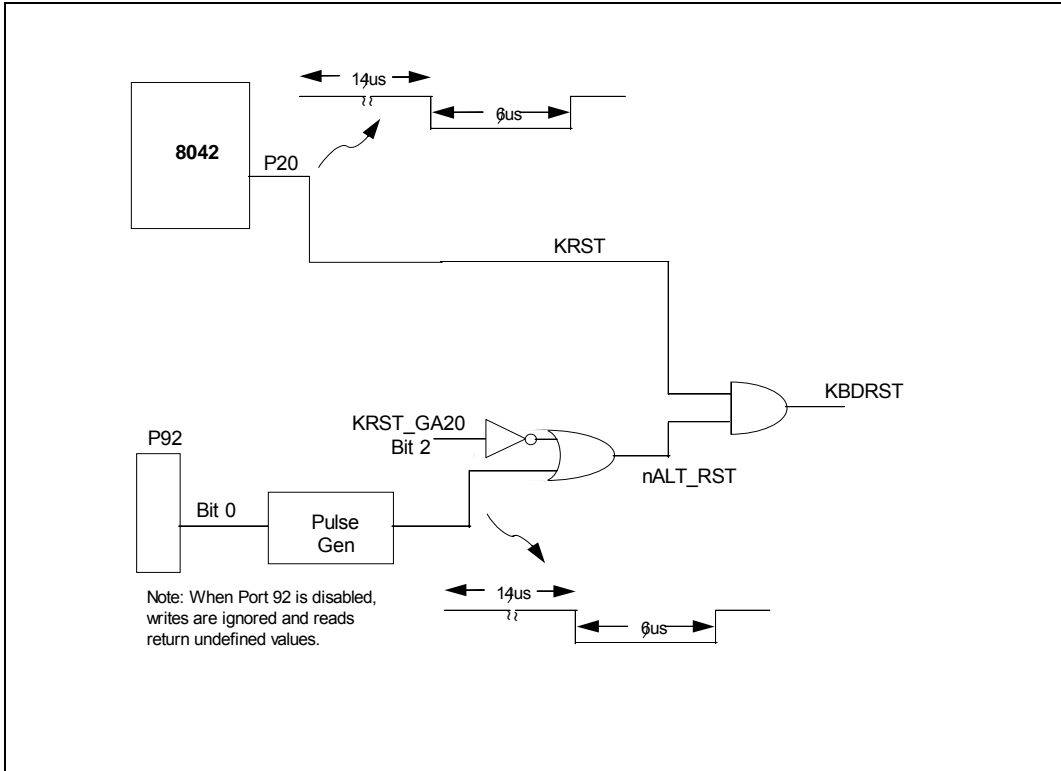 14us
6us
8042
P20
KRST
KBDRST
KRST_GA20
Bit 2
nALT_RST
P92
Bit 0
Pulse
Gen
14us
6us
Note: When Port 92 is disabled,
writes are ignored and reads
return undefined values.